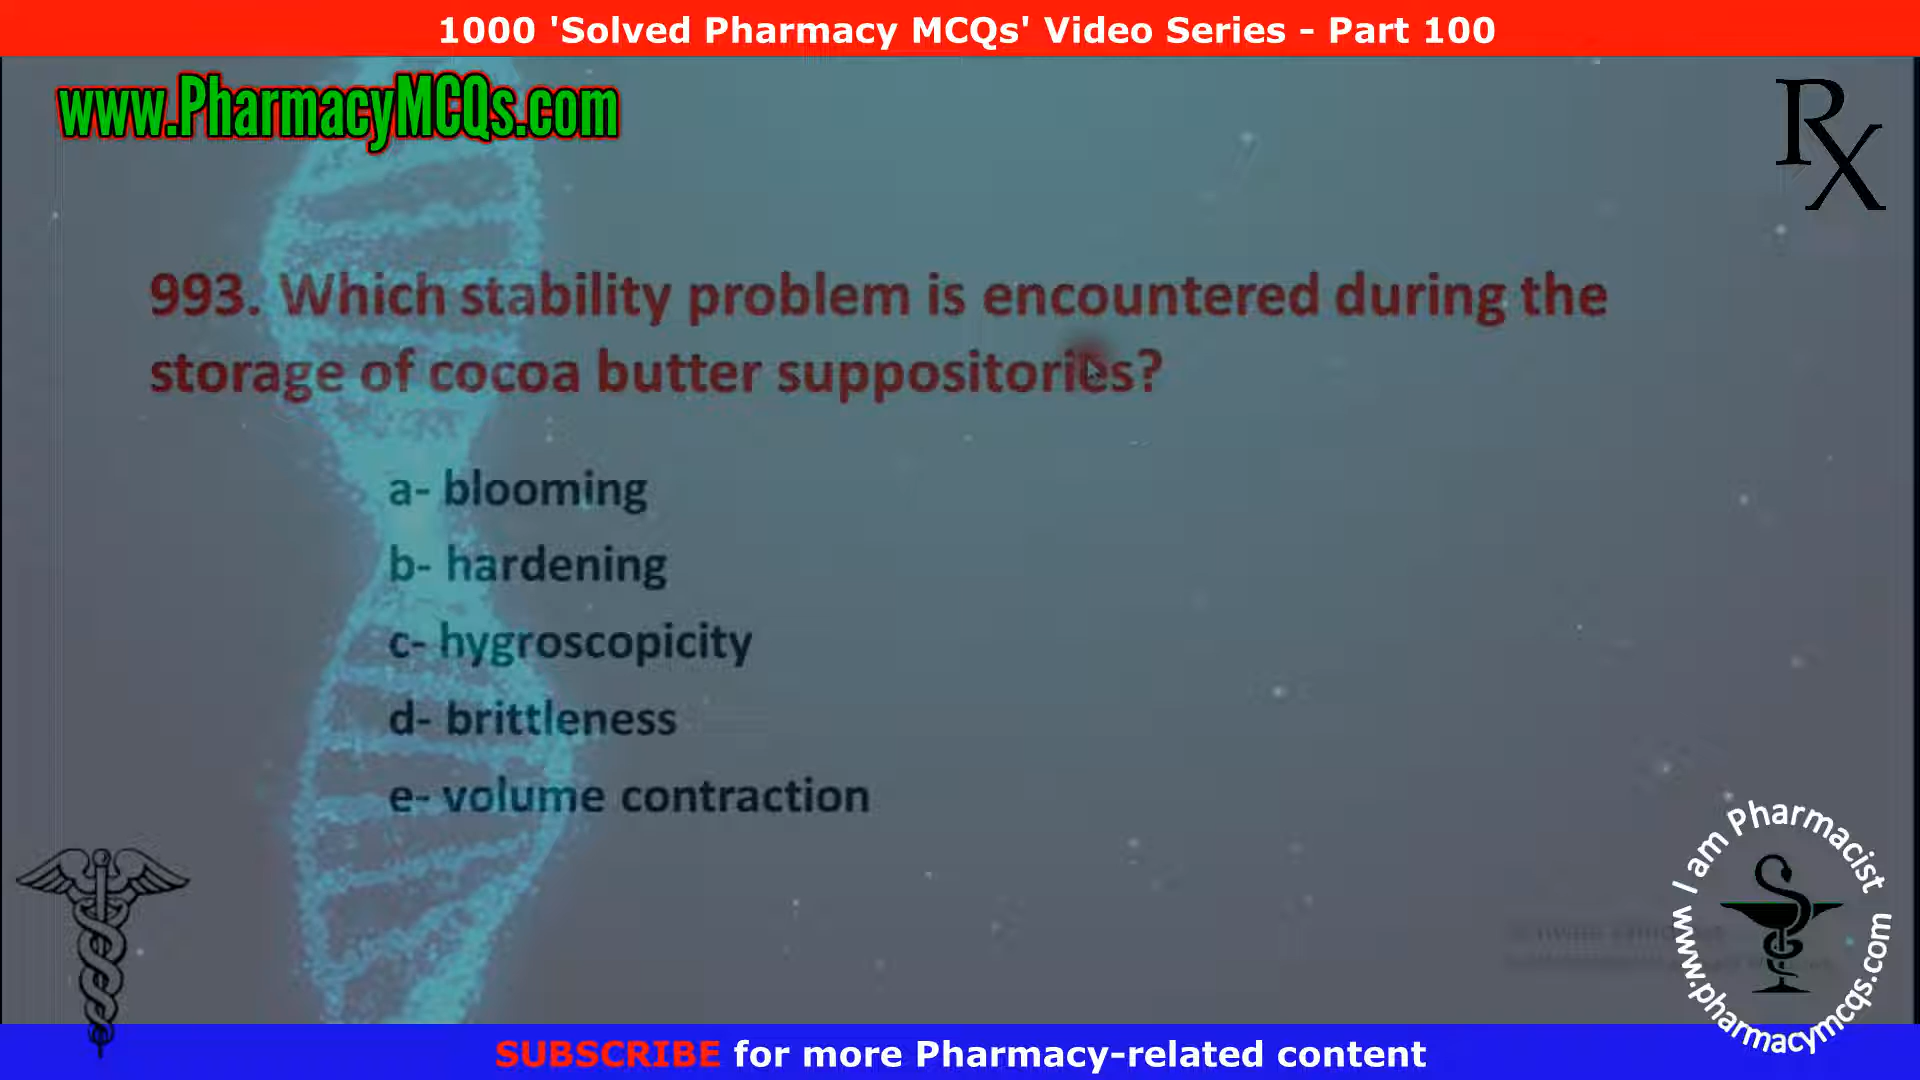 1000 'Solved Pharmacy MCQs' Video Series - Part 100
www.PharmacyMCQs.com
Rx
993. Which stability problem is encountered during the
storage of cocoa butter suppositories?
a- blooming
b- hardening
c- hygroscopicity
d- brittleness
e- volume contraction
I am Pharmacist
www.pharmacymcqs.com
SUBSCRIBE for more Pharmacy-related content